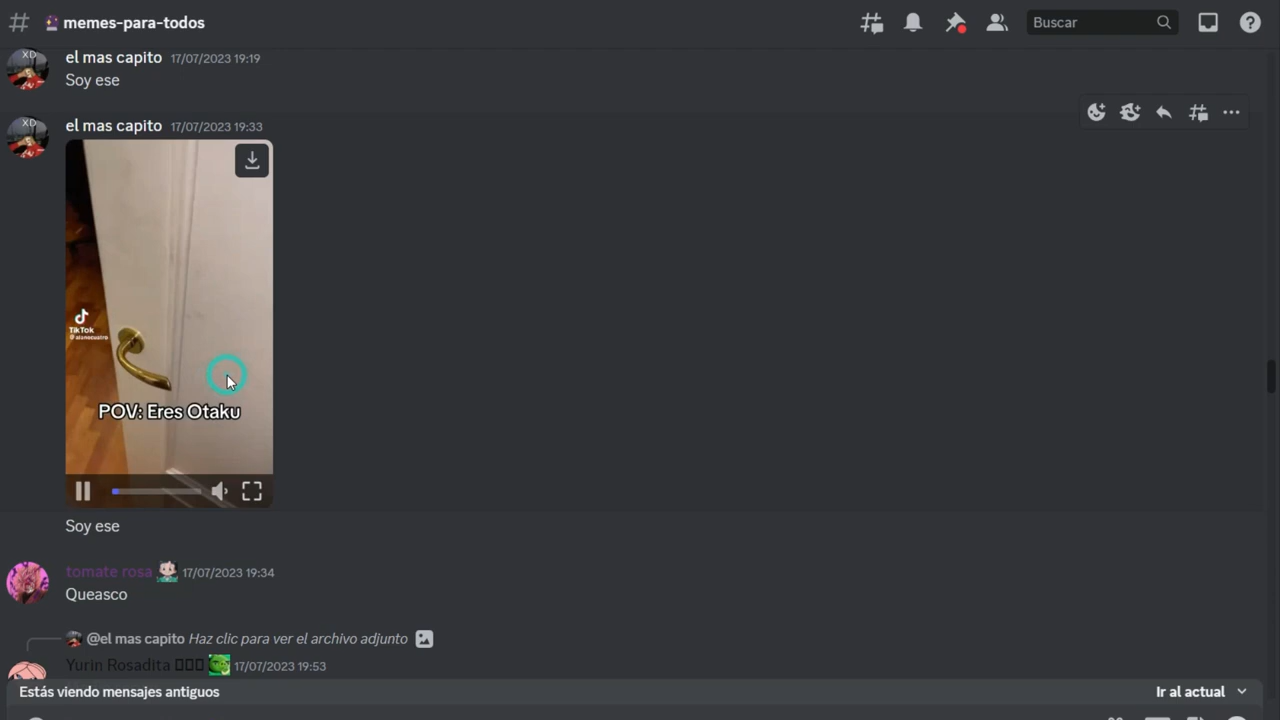 memes-para-todos
Buscar
XD
el mas capito 17/07/2023 19:19
Soy ese
XD
el mas capito 17/07/2023 19:33
TikTok
POV: Eres Otaku
Soy ese
tomate rosa 17/07/2023 19:34
Queasco
@el mas capito Haz clic para ver el archivo adjunto
Yurin Rosadita 17/07/2023 19:53
Estás viendo mensajes antiguos
Ir al actual